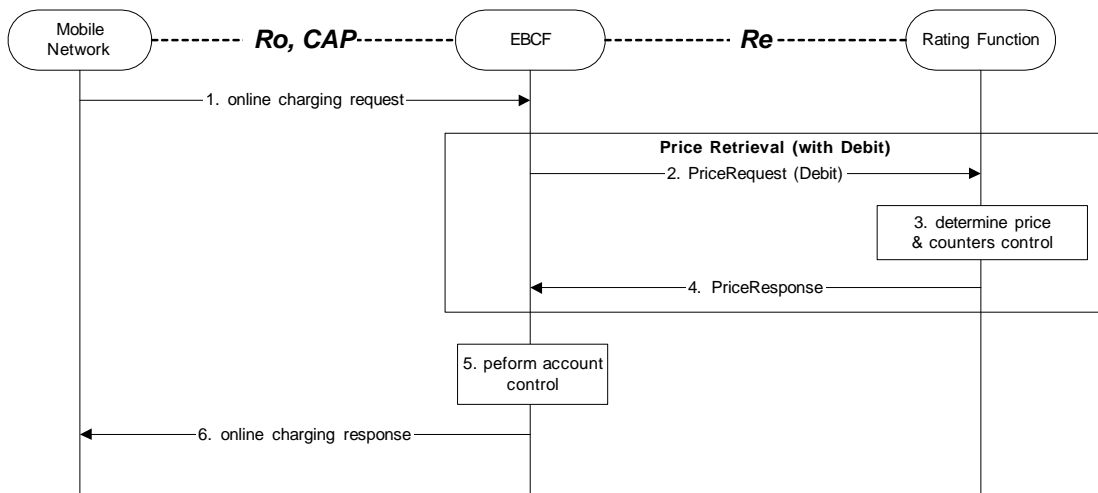 Mobile
Network
Ro, CAP
EBCF
Re
Rating Function
1. online charging request
Price Retrieval (with Debit)
2. PriceRequest (Debit)
3. determine price
& counters control
4. PriceResponse
5. peform account
control
6. online charging response